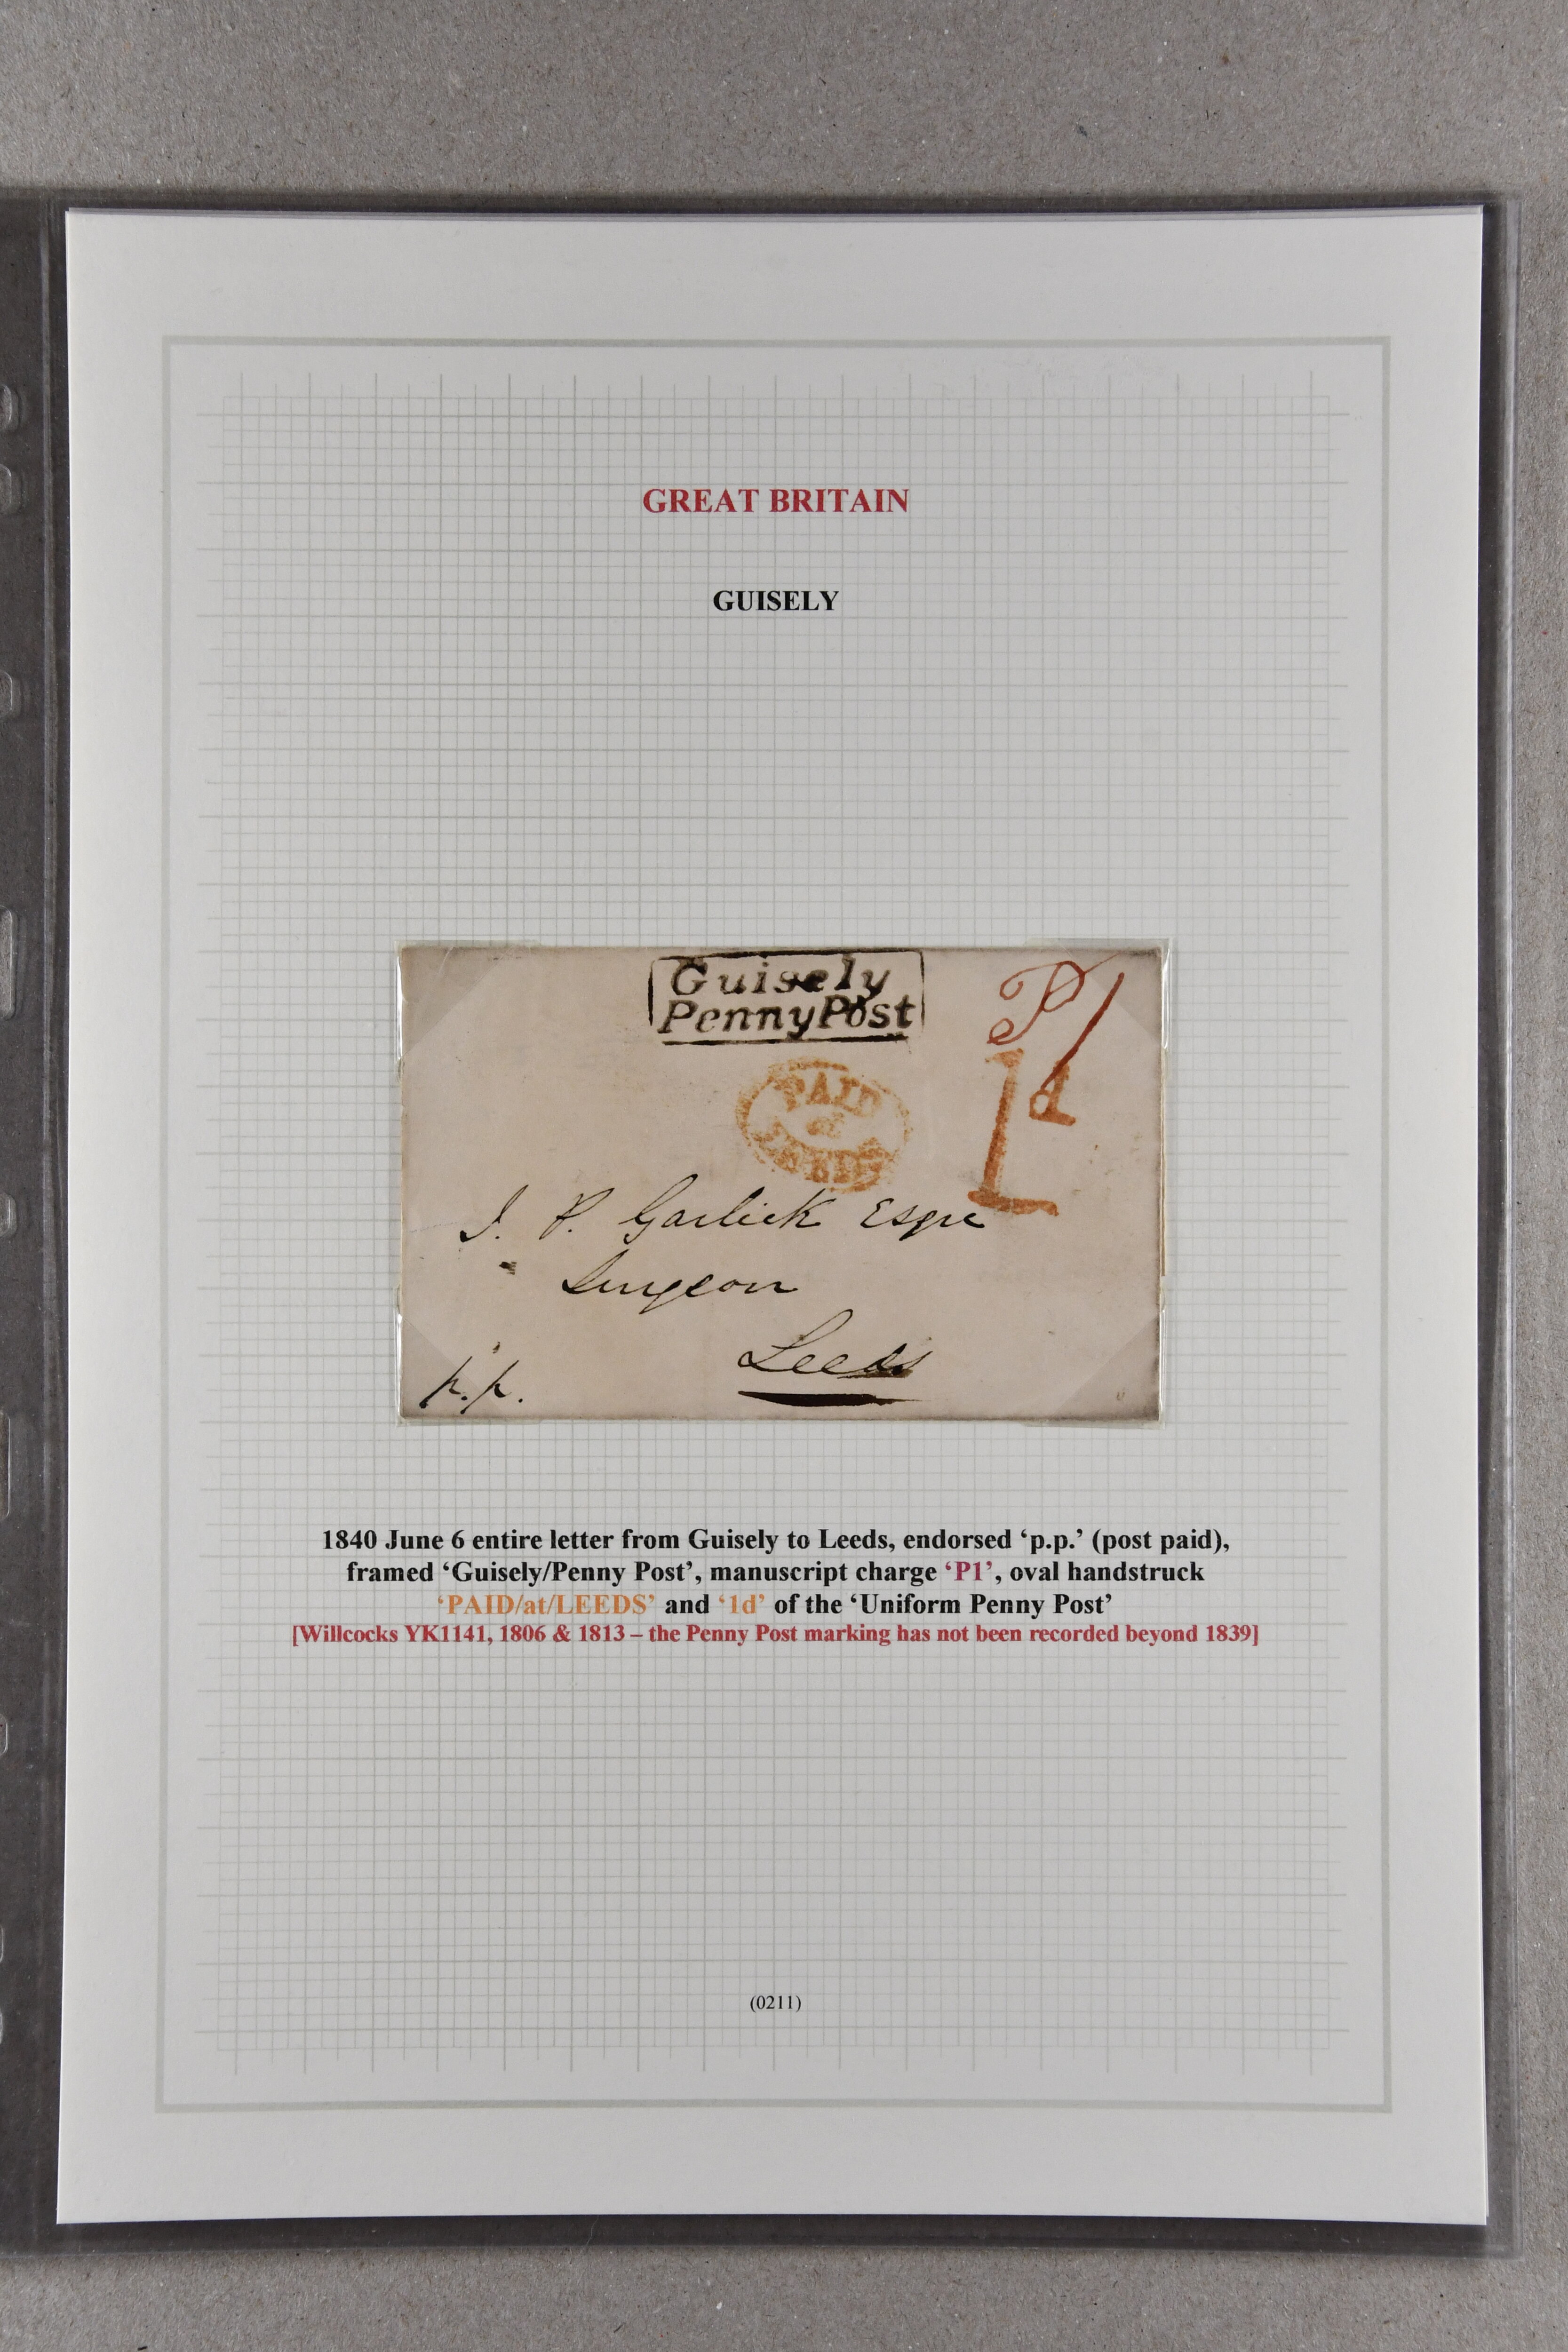 GREAT BRITAIN
GUISELY
Guisely
Penny Post
P1
PAID
at
LEEDS
1d
J. P. Garlick Esqre
Surgeon
Leeds
p.p.
1840 June 6 entire letter from Guisely to Leeds, endorsed ‘p.p.’ (post paid),
framed ‘Guisely/Penny Post’, manuscript charge ‘P1’, oval handstruck
‘PAID/at/LEEDS’ and ‘1d’ of the ‘Uniform Penny Post’
[Willcocks YK1141, 1806 & 1813 – the Penny Post marking has not been recorded beyond 1839]
(0211)